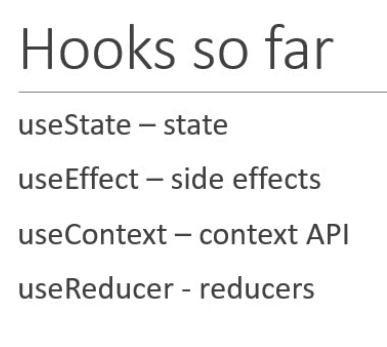 Hooks so far
useState – state
useEffect – side effects
useContext – context API
useReducer - reducers